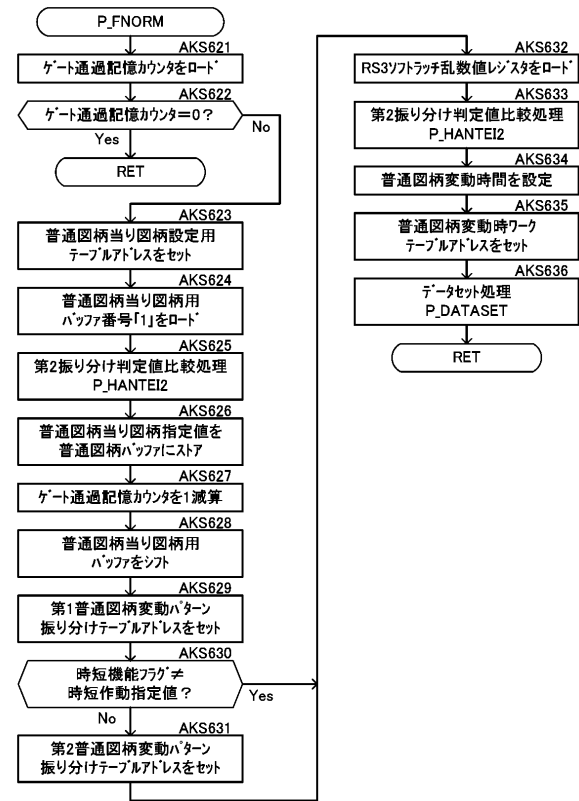 P_FNORM
AKS621
ゲート通過記憶カウンタをロード
AKS622
ゲート通過記憶カウンタ=0?
Yes
No
RET
AKS623
普通図柄当り図柄設定用
テーブルアドレスをセット
AKS624
普通図柄当り図柄用
バッファ番号「1」をロード
AKS625
第2振り分け判定値比較処理
P_HANTEI2
AKS626
普通図柄当り図柄指定値を
普通図柄バッファにストア
AKS627
ゲート通過記憶カウンタを1減算
AKS628
普通図柄当り図柄用
バッファをシフト
AKS629
第1普通図柄変動パターン
振り分けテーブルアドレスをセット
AKS630
時短機能フラグ≠
時短作動指定値?
Yes
No
AKS631
第2普通図柄変動パターン
振り分けテーブルアドレスをセット
AKS632
RS3ソフトラッチ乱数値レジスタをロード
AKS633
第2振り分け判定値比較処理
P_HANTEI2
AKS634
普通図柄変動時間を設定
AKS635
普通図柄変動時ワーク
テーブルアドレスをセット
AKS636
データセット処理
P_DATASET
RET